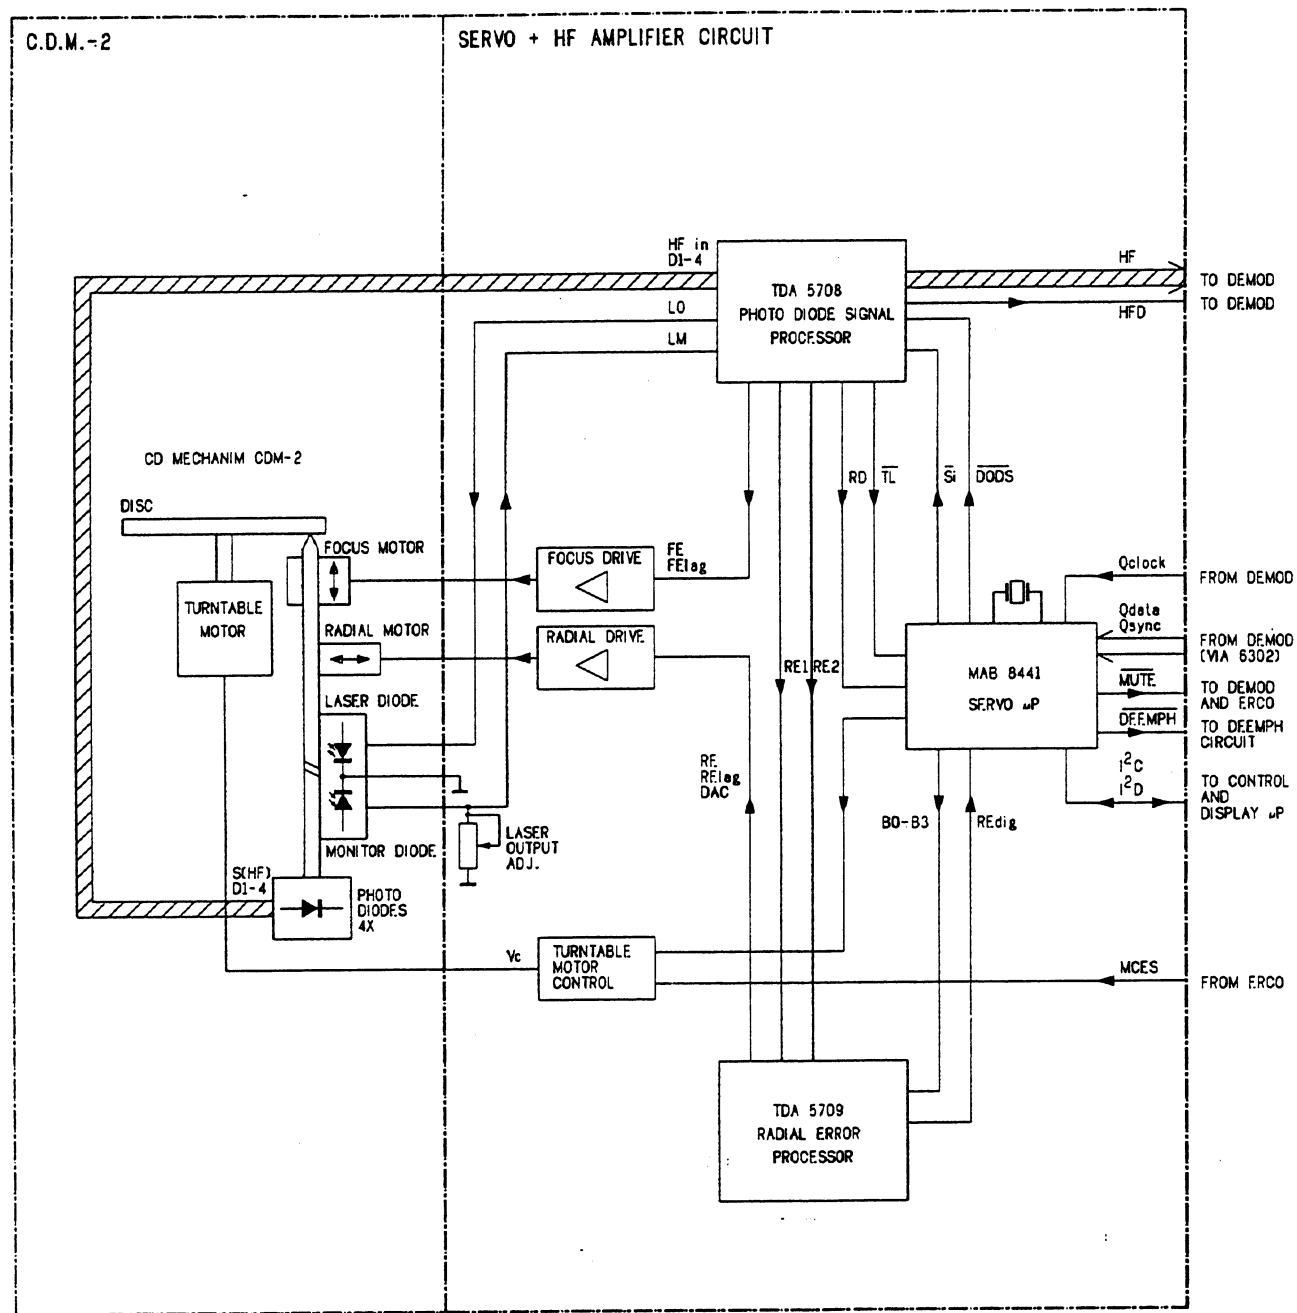 C.D.M.-2
SERVO + HF AMPLIFIER CIRCUIT
HF in
D1-4
LO
LM
TDA 5708
PHOTO DIODE SIGNAL
PROCESSOR
HF
TO DEMOD
HFD
TO DEMOD
CD MECHANIM CDM-2
DISC
FOCUS MOTOR
TURNTABLE
MOTOR
RADIAL MOTOR
LASER DIODE
MONITOR DIODE
S(HF)
D1-4
PHOTO
DIODES
4X
LASER
OUTPUT
ADJ.
FOCUS DRIVE
FE
FElag
RADIAL DRIVE
RE
RElag
DAC
RE1
RE2
RD
TL
Si
DODS
Qclock
FROM DEMOD
Qdata
Qsync
FROM DEMOD
(VIA 6302)
MAB 8441
SERVO μP
MUTE
TO DEMOD
AND ERCO
DEEMPH
TO DEEMPH
CIRCUIT
I²C
I²D
TO CONTROL
AND
DISPLAY μP
B0-B3
REdig
Vc
TURNTABLE
MOTOR
CONTROL
MCES
FROM ERCO
TDA 5709
RADIAL ERROR
PROCESSOR